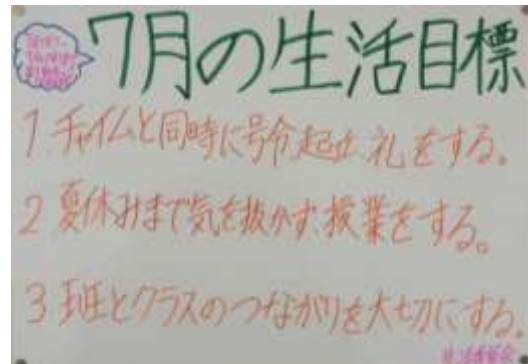 7月の生活目標
1.チャイムと同時に号令起立礼をする。
2 夏休みまで気を抜かず授業をする。
3 班とクラスのつながりを大切にする。